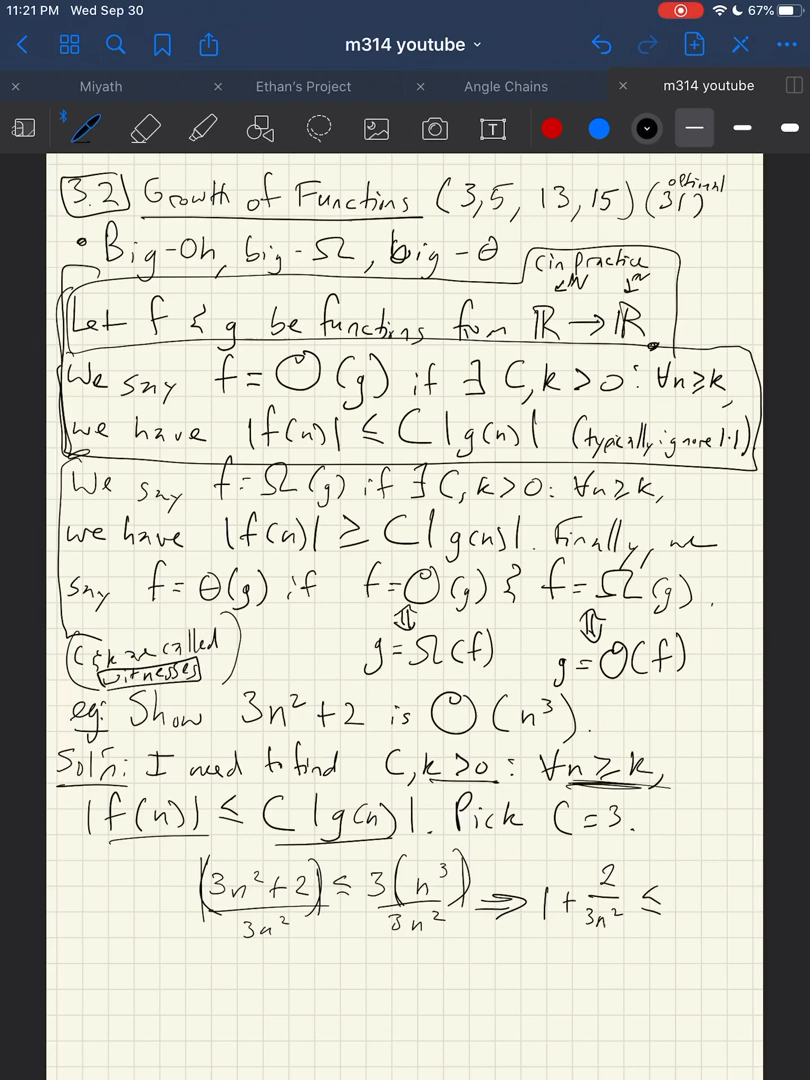 11:21 PM Wed Sep 30 67%
m314 youtube
Miyath Ethan's Project Angle Chains m314 youtube
3.2 Growth of Functions (3,5, 13, 15) (31) optional
• Big-Oh, big-Ω, big-θ
(in practice
ℕ ℕ
Let f & g be functions from ℝ → ℝ.
We say f = O(g) if ∃ C,k > 0: ∀n ≥ k,
we have |f(n)| ≤ C|g(n)| (typically ignore |·|)
We say f = Ω(g) if ∃ C,k > 0: ∀n ≥ k,
we have |f(n)| ≥ C|g(n)|. Finally, we
say f = θ(g) if f = O(g) & f = Ω(g).
⇕ ⇕
(C & k are called witnesses) g = Ω(f) g = O(f)
eg: Show 3n² + 2 is O(n³).
Sol'n: I need to find C,k > 0: ∀n ≥ k,
|f(n)| ≤ C|g(n)|. Pick C = 3.
(3n² + 2)/3n² ≤ 3(n³)/3n² ⇒ 1 + 2/3n² ≤